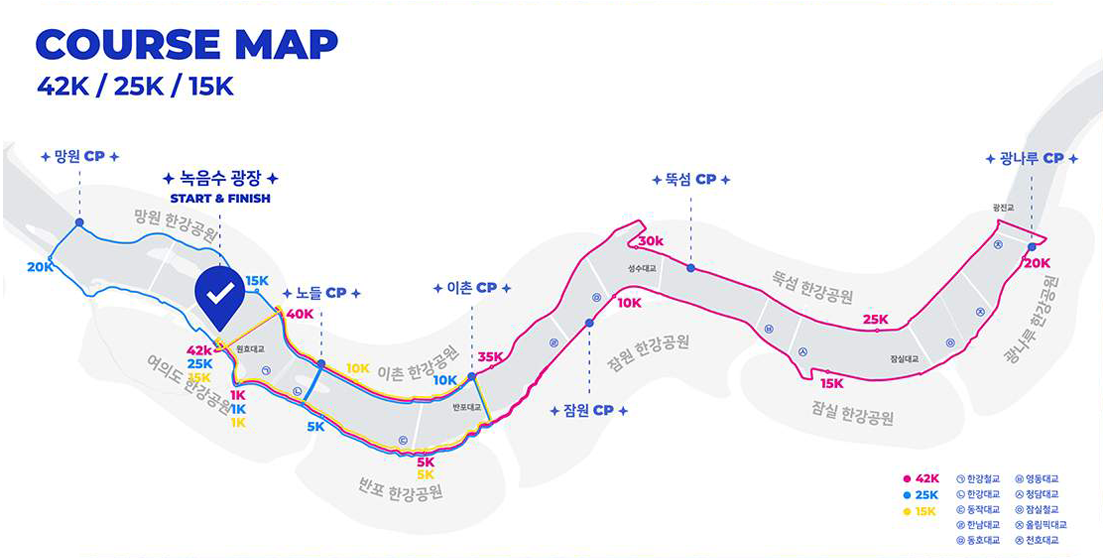 COURSE MAP
42K / 25K / 15K
망원 CP
녹음수 광장
START & FINISH
망원 한강공원
20K
15K
노들 CP
40K
원효대교
42k
25K
15K
여의도 한강공원
1K
1K
1K
㉠
㉡
5K
10K
이촌 한강공원
이촌 CP
10K
35K
반포대교
㉢
5K
5K
반포 한강공원
잠원 CP
10K
잠원 한강공원
30k
성수대교
뚝섬 CP
뚝섬 한강공원
25K
15K
잠실 한강공원
잠실대교
광진교
광나루 CP
20K
광나루 한강공원
42K
25K
15K
㉠ 한강철교
㉡ 한강대교
㉢ 동작대교
㉣ 한남대교
㉤ 동호대교
㉥ 영동대교
㉦ 청담대교
㉧ 잠실철교
㉨ 올림픽대교
㉩ 천호대교